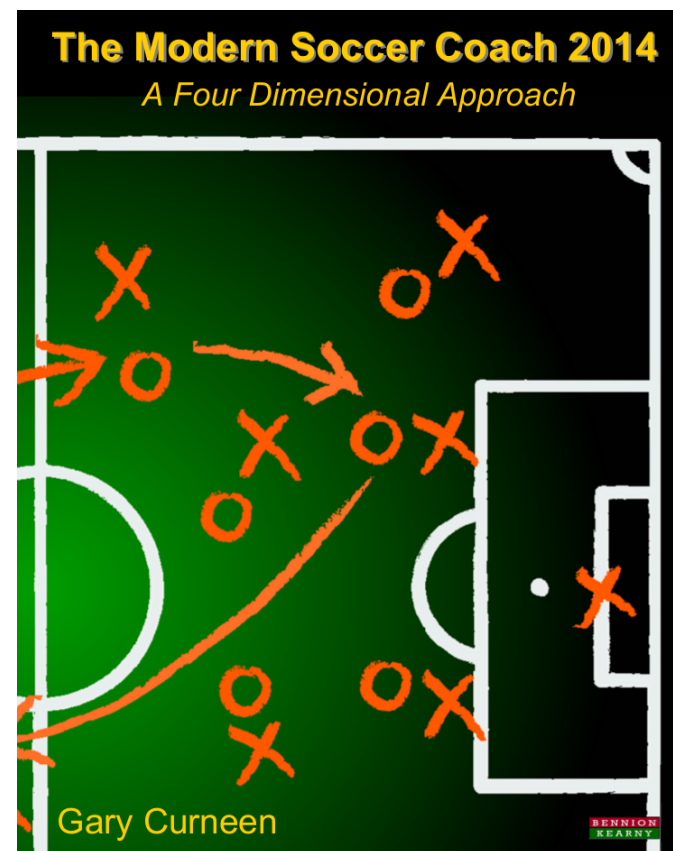 The Modern Soccer Coach 2014
A Four Dimensional Approach
Gary Curneen
BENNION
KEARNY